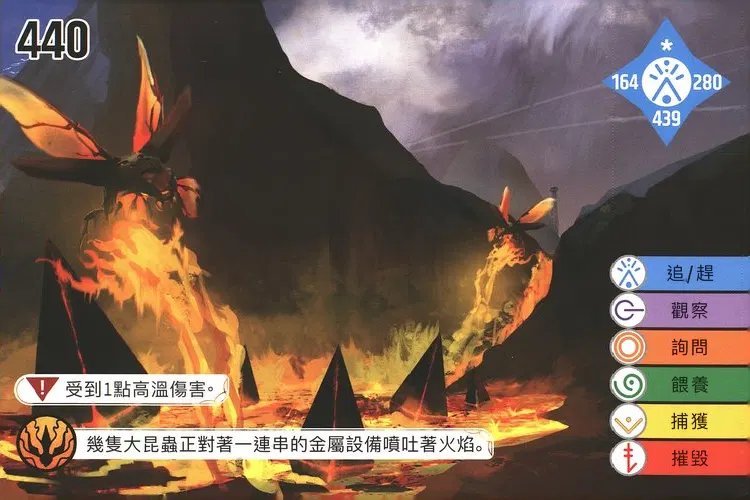 440
*
164 280
439
追/趕
觀察
詢問
餵養
捕獲
摧毀
受到1點高溫傷害。
幾隻大昆蟲正對著一連串的金屬設備噴吐著火焰。